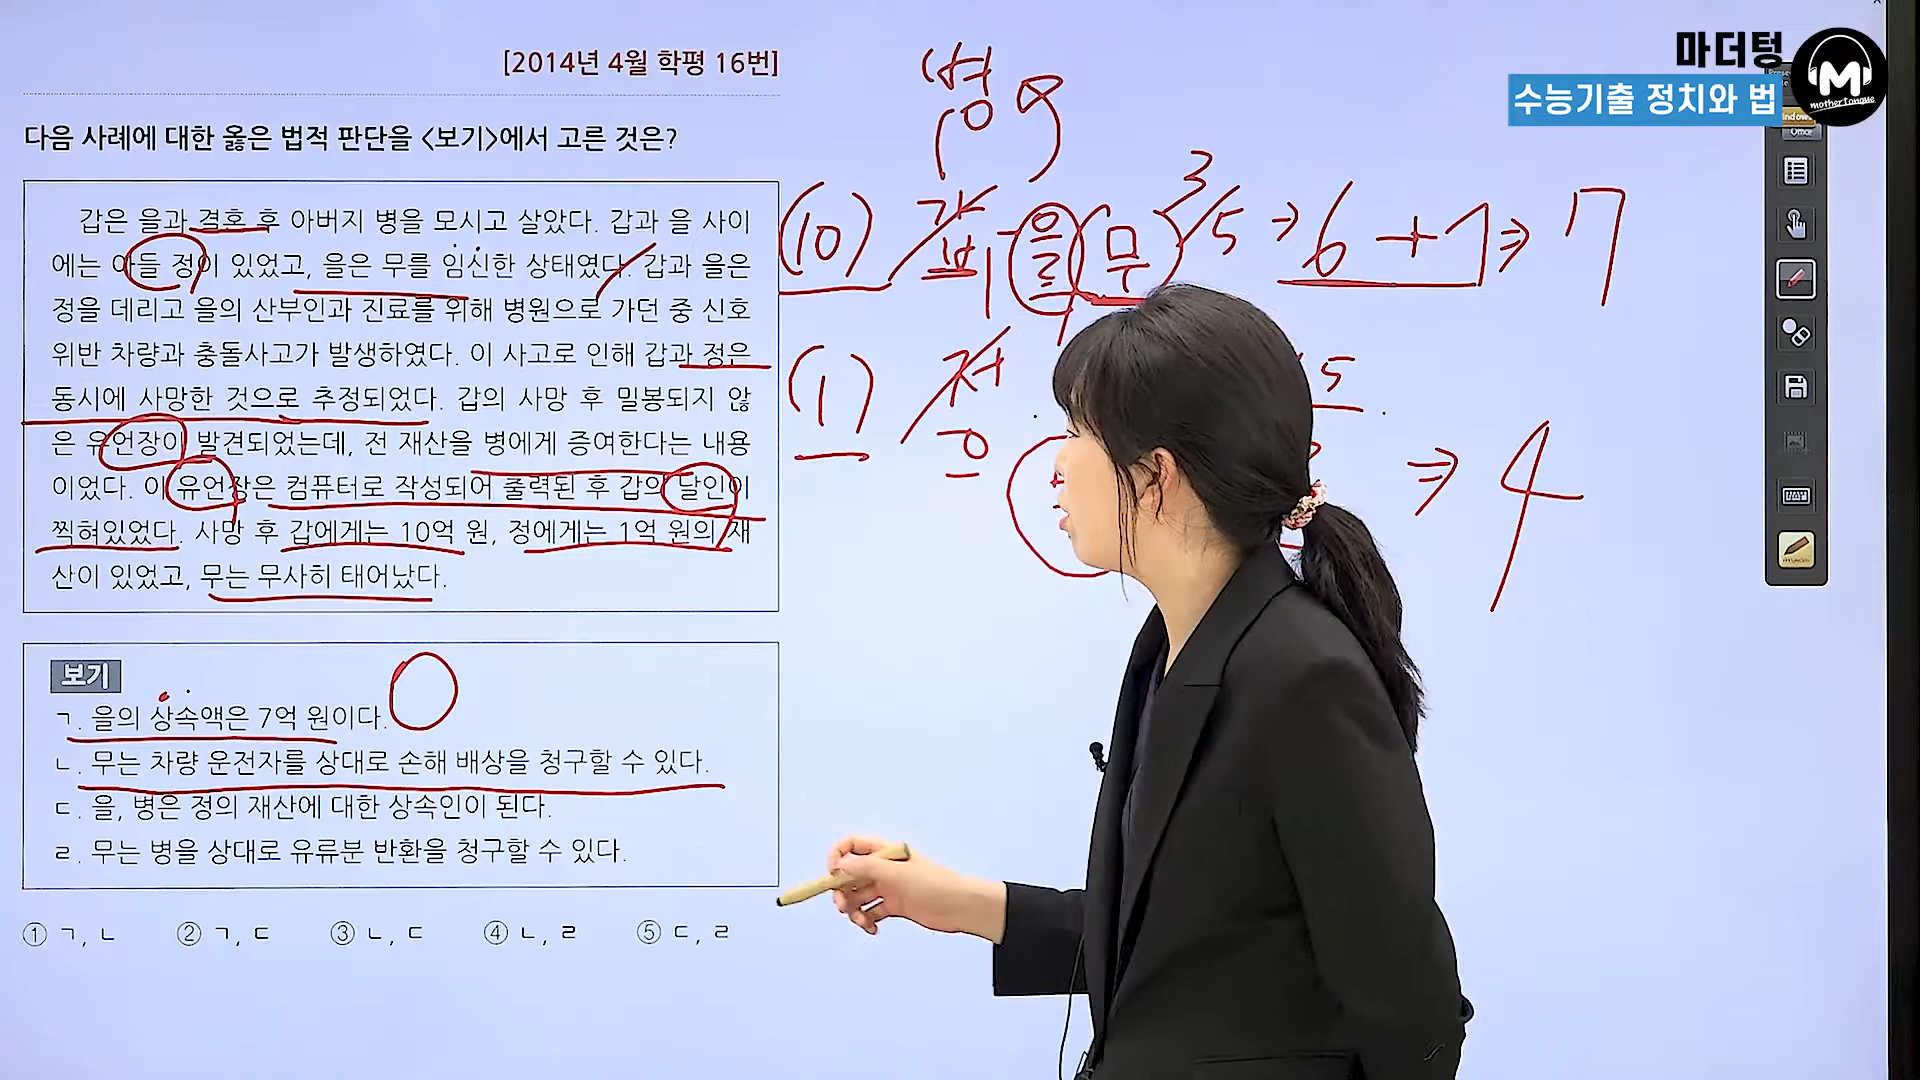 [2014년 4월 학평 16번]
다음 사례에 대한 옳은 법적 판단을 <보기>에서 고른 것은?
갑은 을과 결혼 후 아버지 병을 모시고 살았다. 갑과 을 사이
에는 아들 정이 있었고, 을은 무를 임신한 상태였다. 갑과 을은
정을 데리고 을의 산부인과 진료를 위해 병원으로 가던 중 신호
위반 차량과 충돌사고가 발생하였다. 이 사고로 인해 갑과 정은
동시에 사망한 것으로 추정되었다. 갑의 사망 후 밀봉되지 않
은 유언장이 발견되었는데, 전 재산을 병에게 증여한다는 내용
이었다. 이 유언장은 컴퓨터로 작성되어 출력된 후 갑의 달인이
찍혀있었다. 사망 후 갑에게는 10억 원, 정에게는 1억 원의 재
산이 있었고, 무는 무사히 태어났다.
보기
ㄱ. 을의 상속액은 7억 원이다.
ㄴ. 무는 차량 운전자를 상대로 손해 배상을 청구할 수 있다.
ㄷ. 을, 병은 정의 재산에 대한 상속인이 된다.
ㄹ. 무는 병을 상대로 유류분 반환을 청구할 수 있다.
① ㄱ, ㄴ ② ㄱ, ㄷ ③ ㄴ, ㄷ ④ ㄴ, ㄹ ⑤ ㄷ, ㄹ
병
(10) 갑 을 무 3/5 ⇒ 6 + 1 ⇒ 7
(1) 정 5
⇒ 4
마더텅
수능기출 정치와 법
M
mothertongue
Office